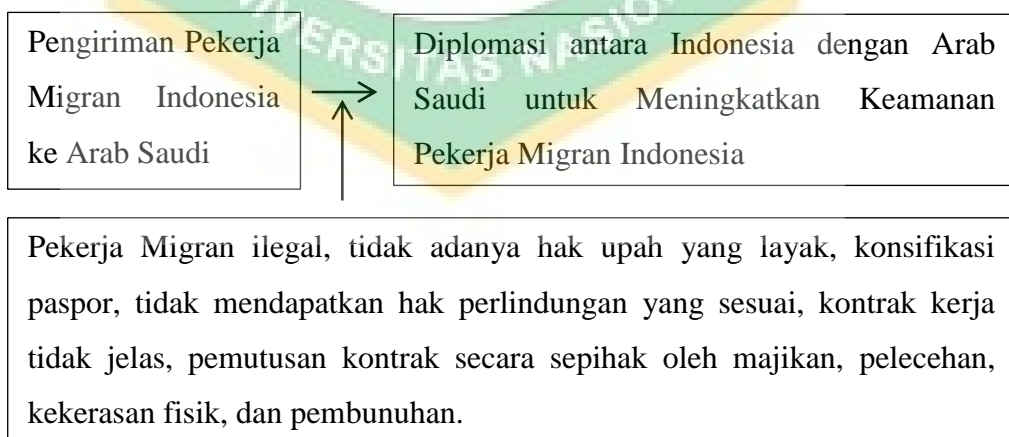 Pengiriman Pekerja
Migran Indonesia
ke Arab Saudi
Diplomasi antara Indonesia dengan Arab
Saudi untuk Meningkatkan Keamanan
Pekerja Migran Indonesia
Pekerja Migran ilegal, tidak adanya hak upah yang layak, konsifikasi
paspor, tidak mendapatkan hak perlindungan yang sesuai, kontrak kerja
tidak jelas, pemutusan kontrak secara sepihak oleh majikan, pelecehan,
kekerasan fisik, dan pembunuhan.